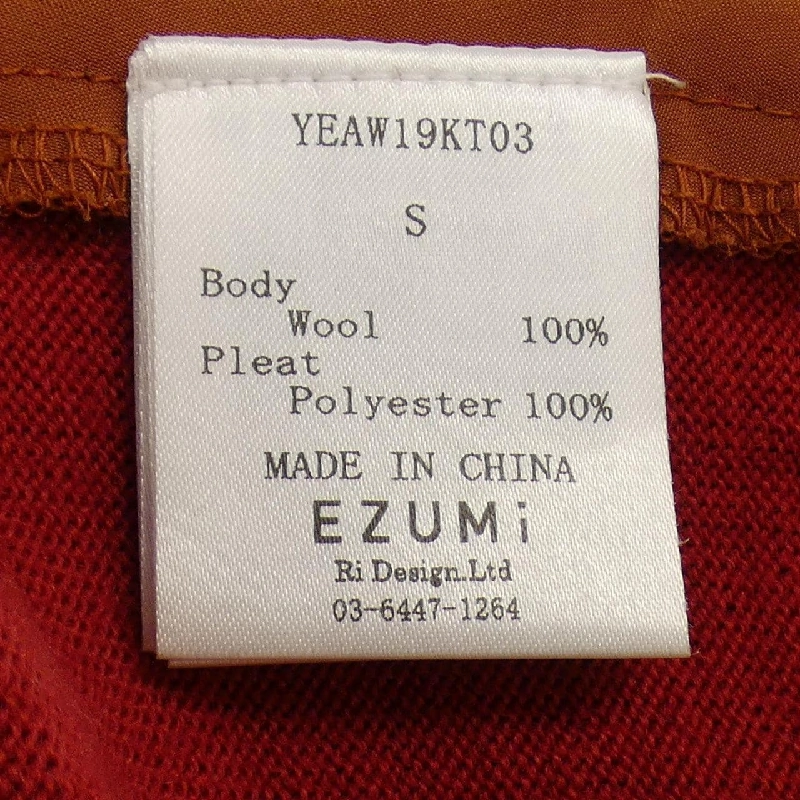 YEAW19KT03
S
Body
Wool 100%
Pleat
Polyester 100%
MADE IN CHINA
EZUMi
Ri Design.Ltd
03-6447-1264